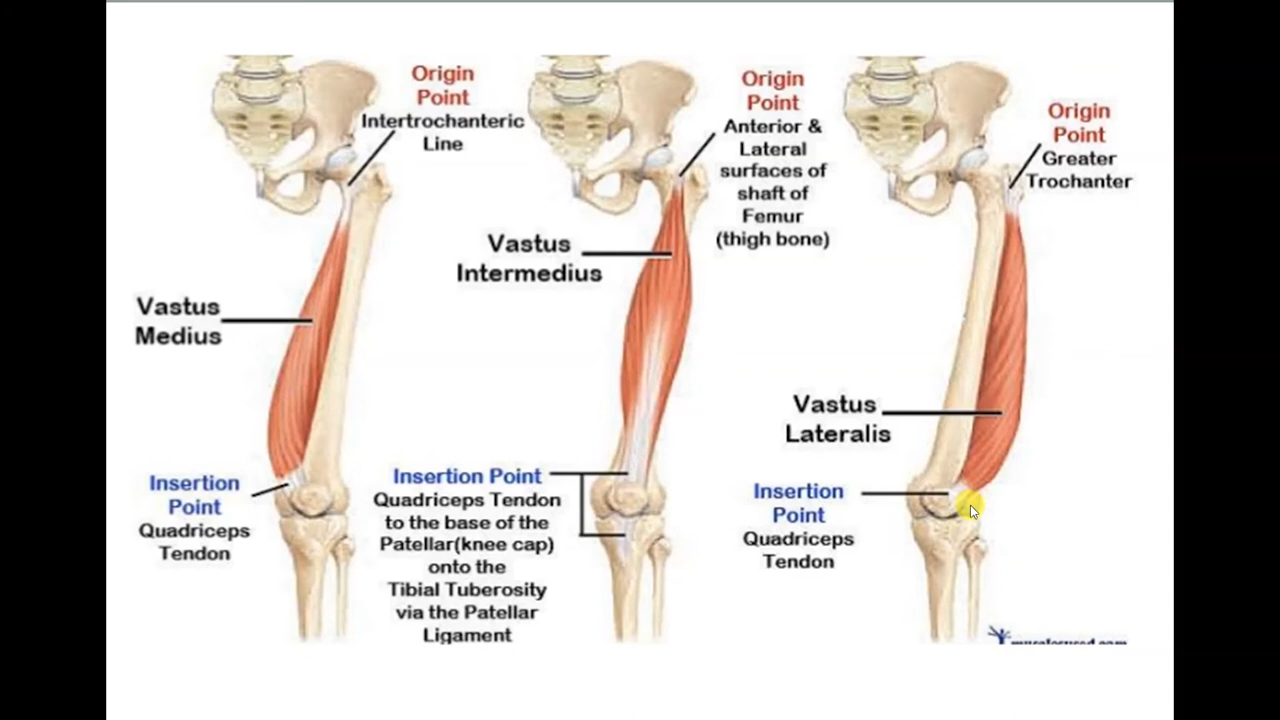 Origin
Point
Intertrochanteric
Line
Vastus
Medius
Insertion
Point
Quadriceps
Tendon
Origin
Point
Anterior &
Lateral
surfaces of
shaft of
Femur
(thigh bone)
Vastus
Intermedius
Insertion Point
Quadriceps Tendon
to the base of the
Patellar(knee cap)
onto the
Tibial Tuberosity
via the Patellar
Ligament
Origin
Point
Greater
Trochanter
Vastus
Lateralis
Insertion
Point
Quadriceps
Tendon